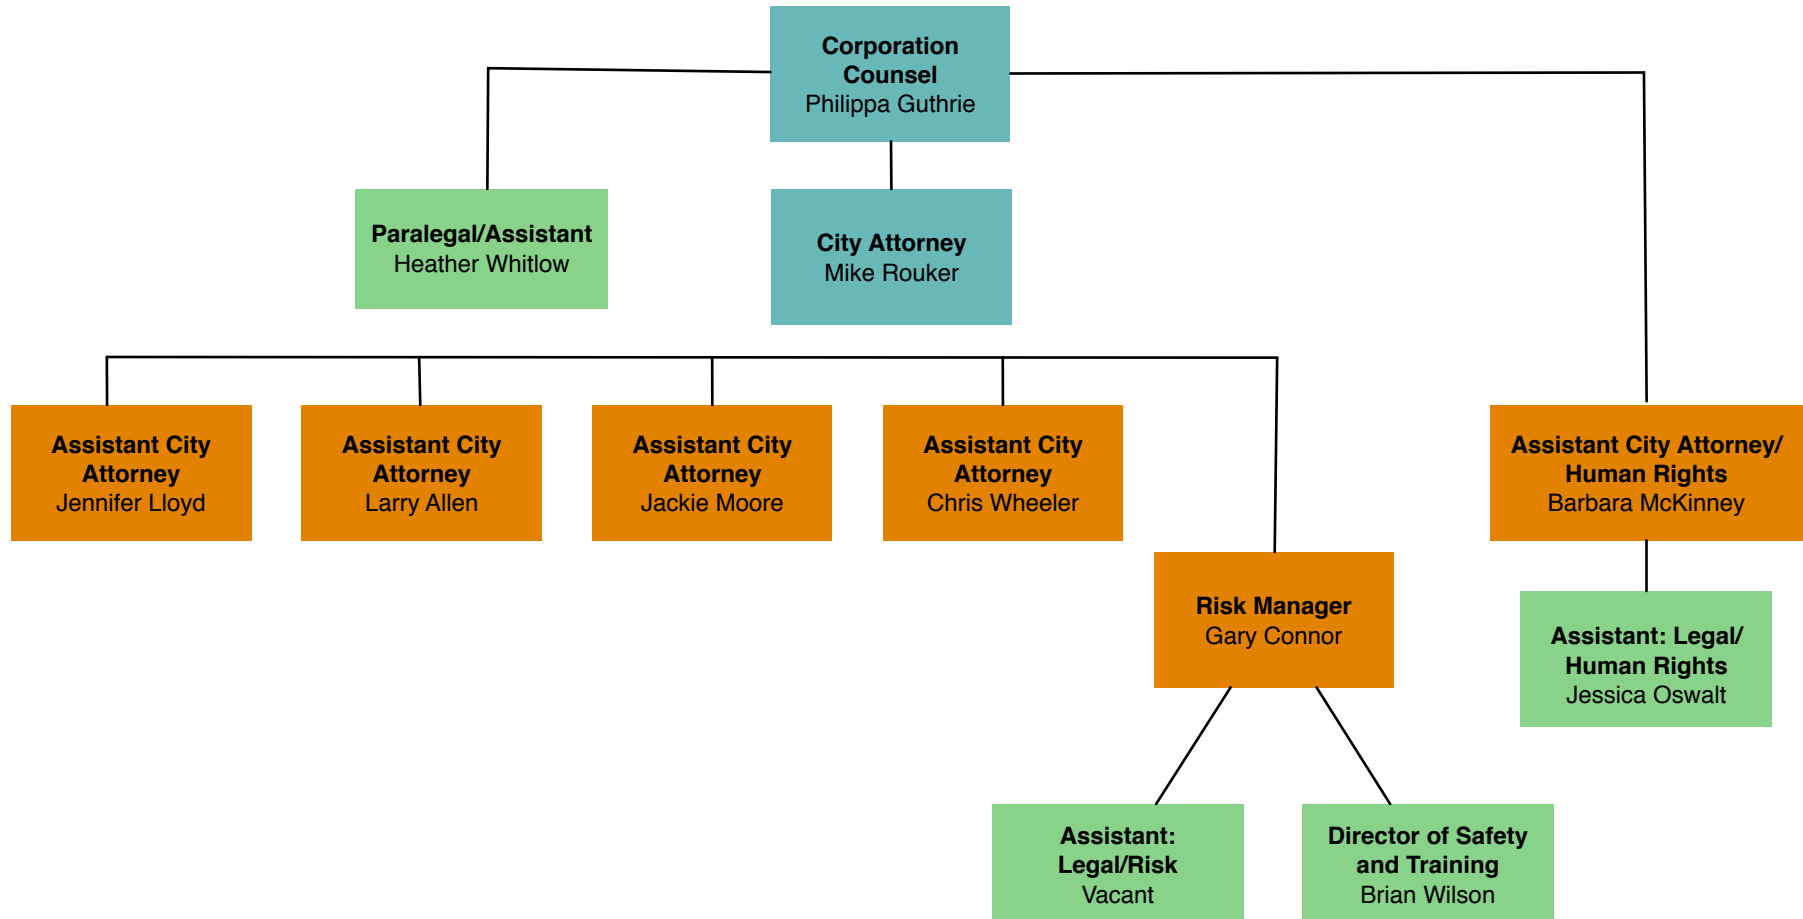 Corporation
Counsel
Philippa Guthrie
Paralegal/Assistant
Heather Whitlow
City Attorney
Mike Rouker
Assistant City
Attorney
Jennifer Lloyd
Assistant City
Attorney
Larry Allen
Assistant City
Attorney
Jackie Moore
Assistant City
Attorney
Chris Wheeler
Assistant City Attorney/
Human Rights
Barbara McKinney
Risk Manager
Gary Connor
Assistant: Legal/
Human Rights
Jessica Oswalt
Assistant:
Legal/Risk
Vacant
Director of Safety
and Training
Brian Wilson